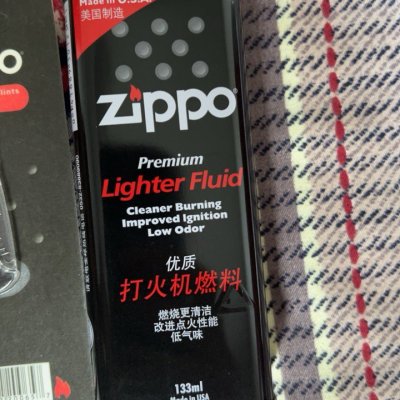 Made in U.S.A.
美国制造
zippo
Premium
Lighter Fluid
Cleaner Burning
Improved Ignition
Low Odor
优质
打火机燃料
燃烧更清洁
改进点火性能
低气味
133ml
Made in USA